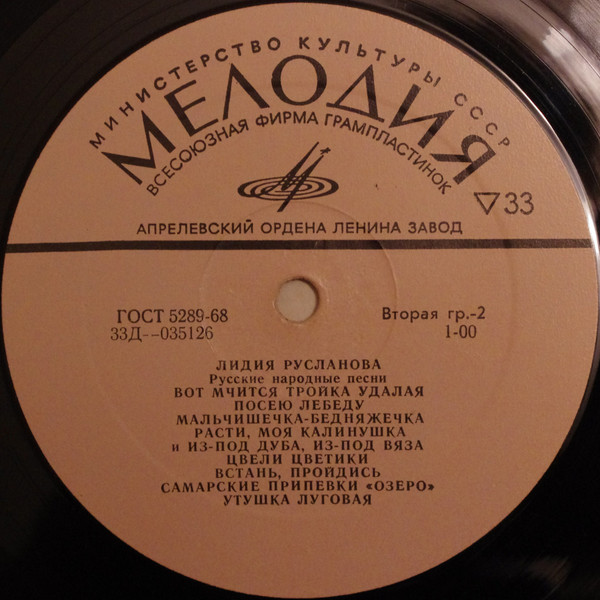 МИНИСТЕРСТВО КУЛЬТУРЫ СССР
МЕЛОДИЯ
ВСЕСОЮЗНАЯ ФИРМА ГРАМПЛАСТИНОК
33
АПРЕЛЕВСКИЙ ОРДЕНА ЛЕНИНА ЗАВОД
ГОСТ 5289-68
Вторая гр.-2
33Д--035126
1-00
ЛИДИЯ РУСЛАНОВА
Русские народные песни
ВОТ МЧИТСЯ ТРОЙКА УДАЛАЯ
ПОСЕЮ ЛЕБЕДУ
МАЛЬЧИШЕЧКА-БЕДНЯЖЕЧКА
РАСТИ, МОЯ КАЛИНУШКА
и ИЗ-ПОД ДУБА, ИЗ-ПОД ВЯЗА
ЦВЕЛИ ЦВЕТИКИ
ВСТАНЬ, ПРОЙДИСЬ
САМАРСКИЕ ПРИПЕВКИ «ОЗЕРО»
УТУШКА ЛУГОВАЯ